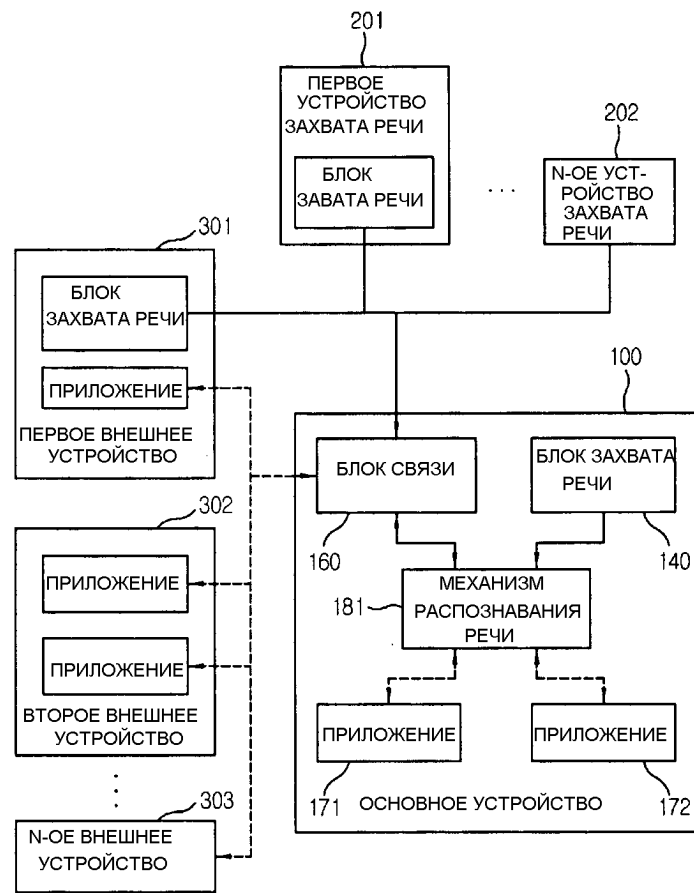 201
ПЕРВОЕ
УСТРОЙСТВО
ЗАХВАТА РЕЧИ
БЛОК
ЗАВАТА РЕЧИ
. . .
202
N-ОЕ УСТ-
РОЙСТВО
ЗАХВАТА
РЕЧИ
301
БЛОК
ЗАХВАТА РЕЧИ
ПРИЛОЖЕНИЕ
ПЕРВОЕ ВНЕШНЕЕ
УСТРОЙСТВО
302
ПРИЛОЖЕНИЕ
ПРИЛОЖЕНИЕ
ВТОРОЕ ВНЕШНЕЕ
УСТРОЙСТВО
303
N-ОЕ ВНЕШНЕЕ
УСТРОЙСТВО
100
БЛОК СВЯЗИ
160
БЛОК ЗАХВАТА
РЕЧИ
140
181
МЕХАНИЗМ
РАСПОЗНАВАНИЯ
РЕЧИ
ПРИЛОЖЕНИЕ
171
ПРИЛОЖЕНИЕ
172
ОСНОВНОЕ УСТРОЙСТВО